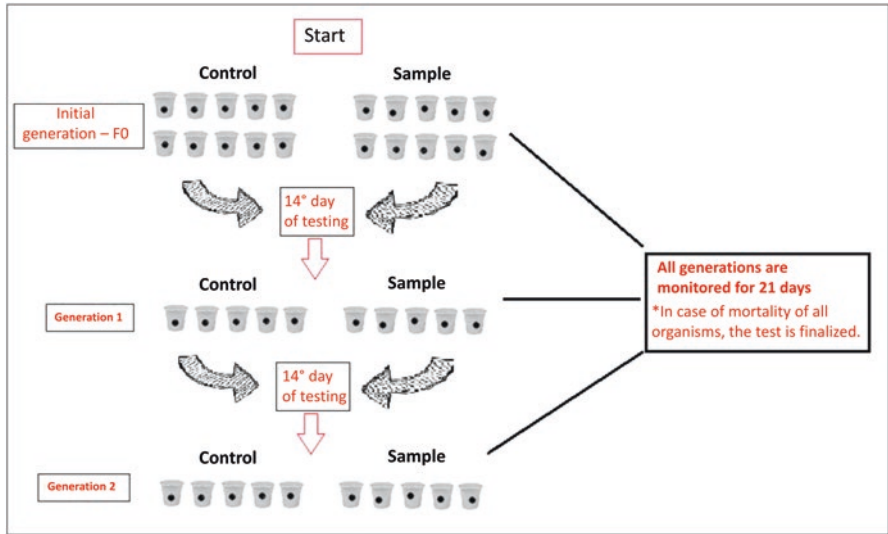 Start
Control
Sample
Initial
generation – F0
14° day
of testing
Control
Sample
Generation 1
All generations are
monitored for 21 days
*In case of mortality of all
organisms, the test is finalized.
14° day
of testing
Control
Sample
Generation 2